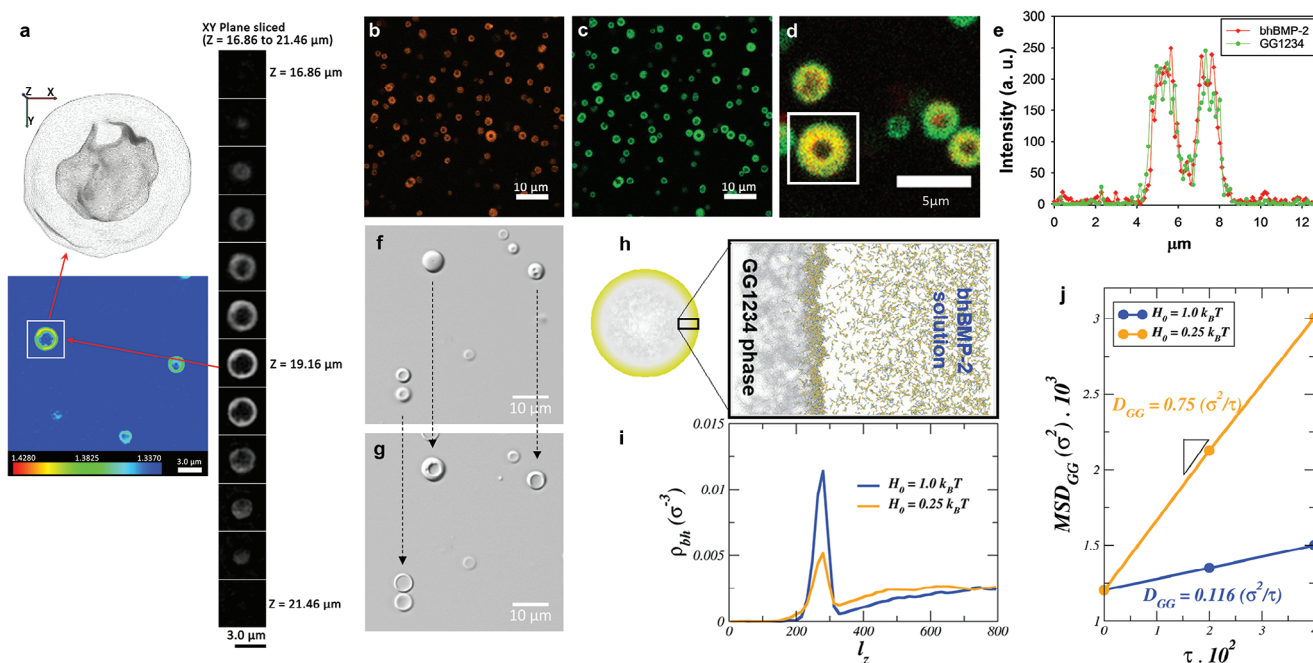 a
XY Plane sliced
(Z = 16.86 to 21.46 µm)
Z = 16.86 µm
Z
X
Y
Z = 19.16 µm
1.4280
1.3825
1.3370
3.0 µm
Z = 21.46 µm
3.0 µm
b
10 µm
c
10 µm
d
5µm
e
bhBMP-2
GG1234
Intensity (a. u.)
300
250
200
150
100
50
0
0 2 4 6 8 10 12
µm
f
10 µm
g
10 µm
h
GG1234 phase
bhBMP-2
solution
i
H0 = 1.0 kBT
H0 = 0.25 kBT
ρbh (σ-3)
0.015
0.01
0.005
0
0 200 400 600 800
lz
j
H0 = 1.0 kBT
H0 = 0.25 kBT
MSDGG (σ2) . 103
3
2.5
2
1.5
1
DGG = 0.75 (σ2/τ)
DGG = 0.116 (σ2/τ)
0 1 2 3 4
τ . 102